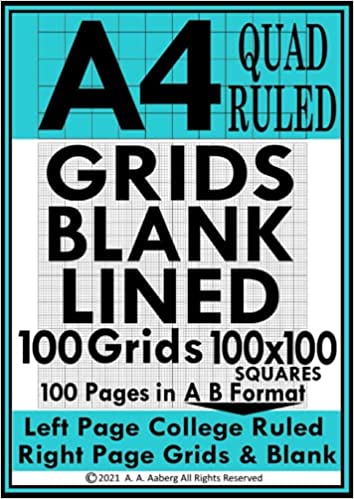 A4 QUAD
RULED
GRIDS
BLANK
LINED
100 Grids 100x100
SQUARES
100 Pages in A B Format
Left Page College Ruled
Right Page Grids & Blank
©2021 A. A. Aaberg All Rights Reserved